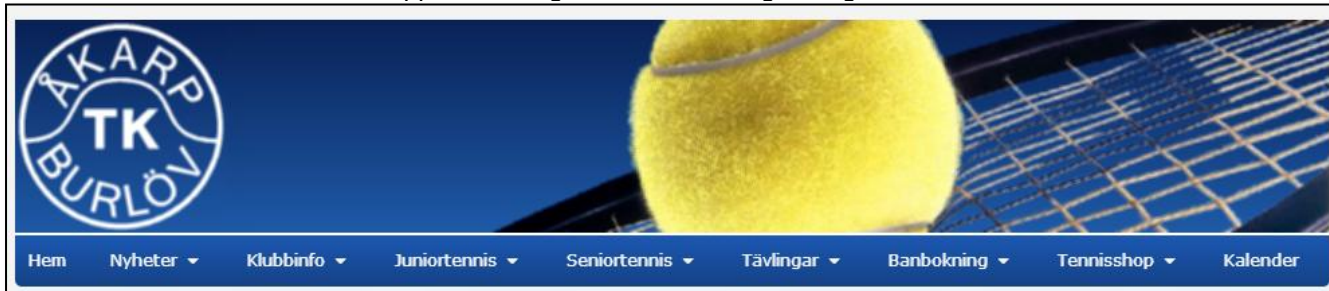 ÅKARP
TK
BURLÖV
Hem Nyheter Klubbinfo Juniortennis Seniortennis Tävlingar Banbokning Tennisshop Kalender